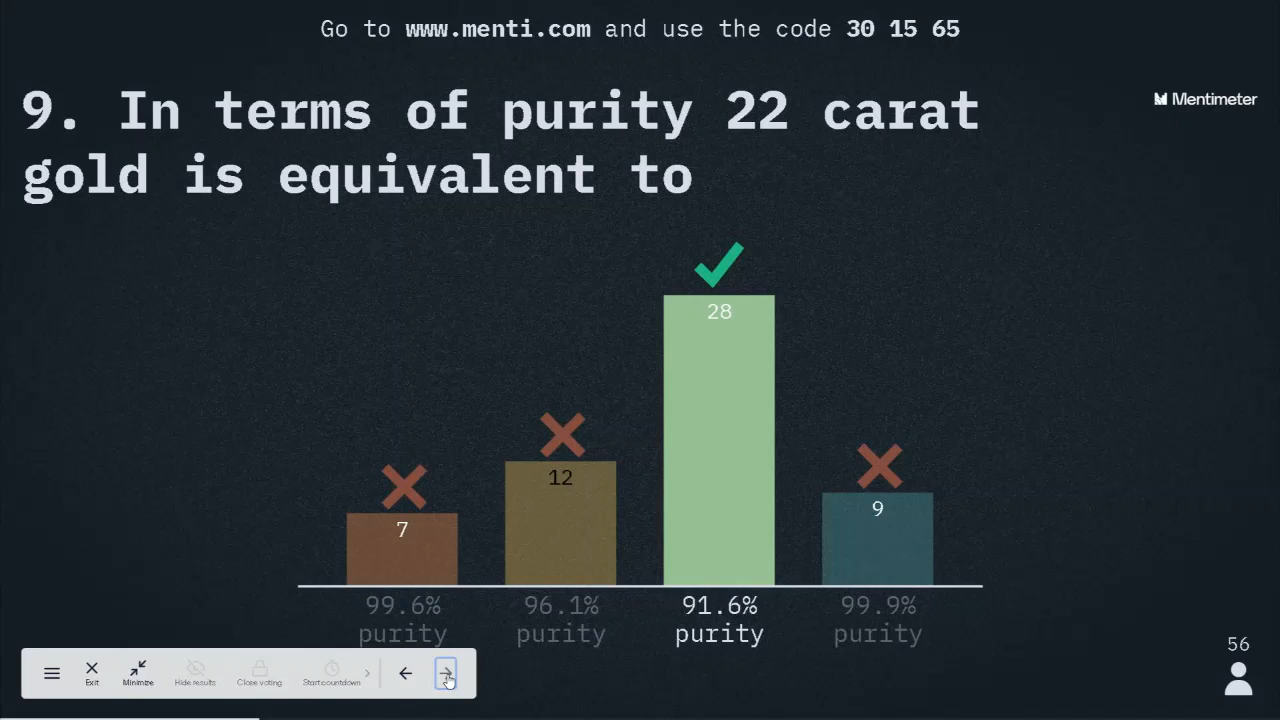 Go to www.menti.com and use the code 30 15 65
9. In terms of purity 22 carat
gold is equivalent to
Mentimeter
28
12
7
9
99.6%
purity
96.1%
purity
91.6%
purity
99.9%
purity
Exit
Minimize
Hide results
Close voting
Start countdown
56